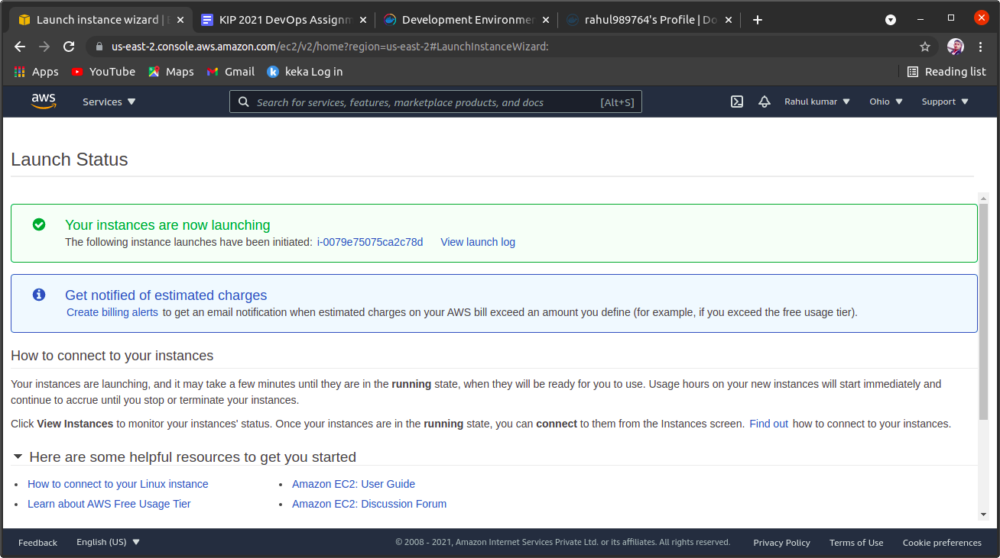 Launch instance wizard |
KIP 2021 DevOps Assignm
Development Environmen
rahul989764's Profile | Do
us-east-2.console.aws.amazon.com/ec2/v2/home?region=us-east-2#LaunchInstanceWizard:
Apps
YouTube
Maps
Gmail
keka Log in
Reading list
aws
Services
Search for services, features, marketplace products, and docs
[Alt+S]
Rahul kumar
Ohio
Support
Launch Status
Your instances are now launching
The following instance launches have been initiated: i-0079e75075ca2c78d View launch log
Get notified of estimated charges
Create billing alerts to get an email notification when estimated charges on your AWS bill exceed an amount you define (for example, if you exceed the free usage tier).
How to connect to your instances
Your instances are launching, and it may take a few minutes until they are in the running state, when they will be ready for you to use. Usage hours on your new instances will start immediately and
continue to accrue until you stop or terminate your instances.
Click View Instances to monitor your instances' status. Once your instances are in the running state, you can connect to them from the Instances screen. Find out how to connect to your instances.
Here are some helpful resources to get you started
• How to connect to your Linux instance
• Amazon EC2: User Guide
• Learn about AWS Free Usage Tier
• Amazon EC2: Discussion Forum
Feedback
English (US)
© 2008 - 2021, Amazon Internet Services Private Ltd. or its affiliates. All rights reserved.
Privacy Policy
Terms of Use
Cookie preferences